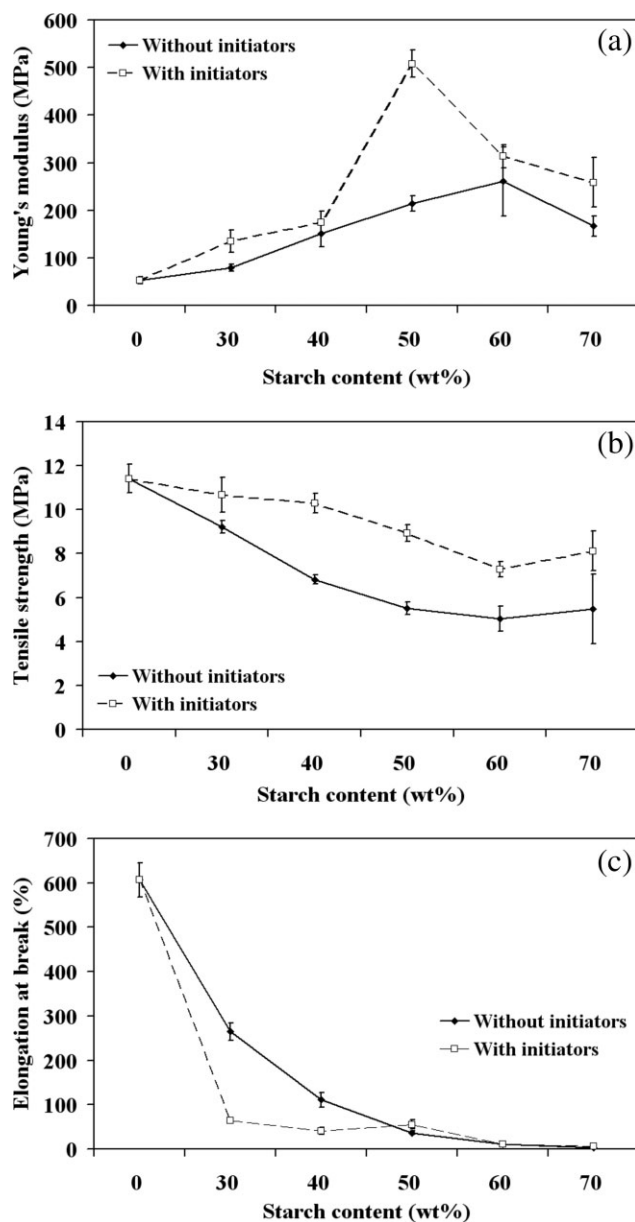 (a)
Without initiators
With initiators
Young's modulus (MPa)
600
500
400
300
200
100
0
0 30 40 50 60 70
Starch content (wt%)
(b)
Tensile strength (MPa)
14
12
10
8
6
4
2
0
Without initiators
With initiators
0 30 40 50 60 70
Starch content (wt%)
(c)
Elongation at break (%)
700
600
500
400
300
200
100
0
Without initiators
With initiators
0 30 40 50 60 70
Starch content (wt%)